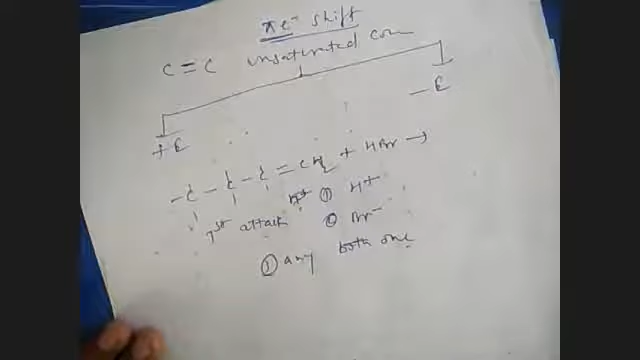 πe⁻ shift
C = C unsaturated com
+E
- E
-C - C - C = CH2 + HBr →
H+ ① H+
1st attack ② Br⁻
① any both one